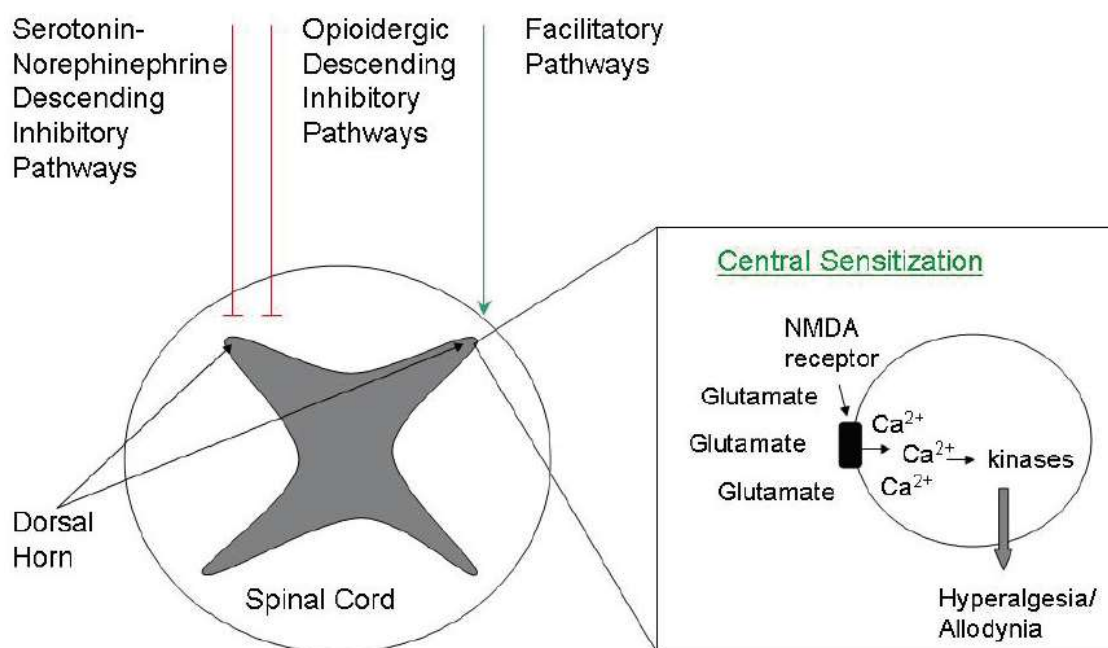 Serotonin-
Norephinephrine
Descending
Inhibitory
Pathways
Opioidergic
Descending
Inhibitory
Pathways
Facilitatory
Pathways
Central Sensitization
NMDA
receptor
Glutamate
Glutamate
Glutamate
Ca²⁺
Ca²⁺
Ca²⁺
kinases
Hyperalgesia/
Allodynia
Dorsal
Horn
Spinal Cord